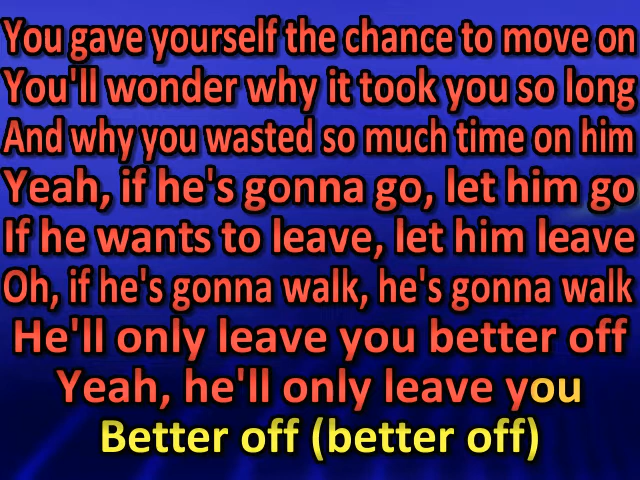 You gave yourself the chance to move on
You'll wonder why it took you so long
And why you wasted so much time on him
Yeah, if he's gonna go, let him go
If he wants to leave, let him leave
Oh, if he's gonna walk, he's gonna walk
He'll only leave you better off
Yeah, he'll only leave you
Better off (better off)